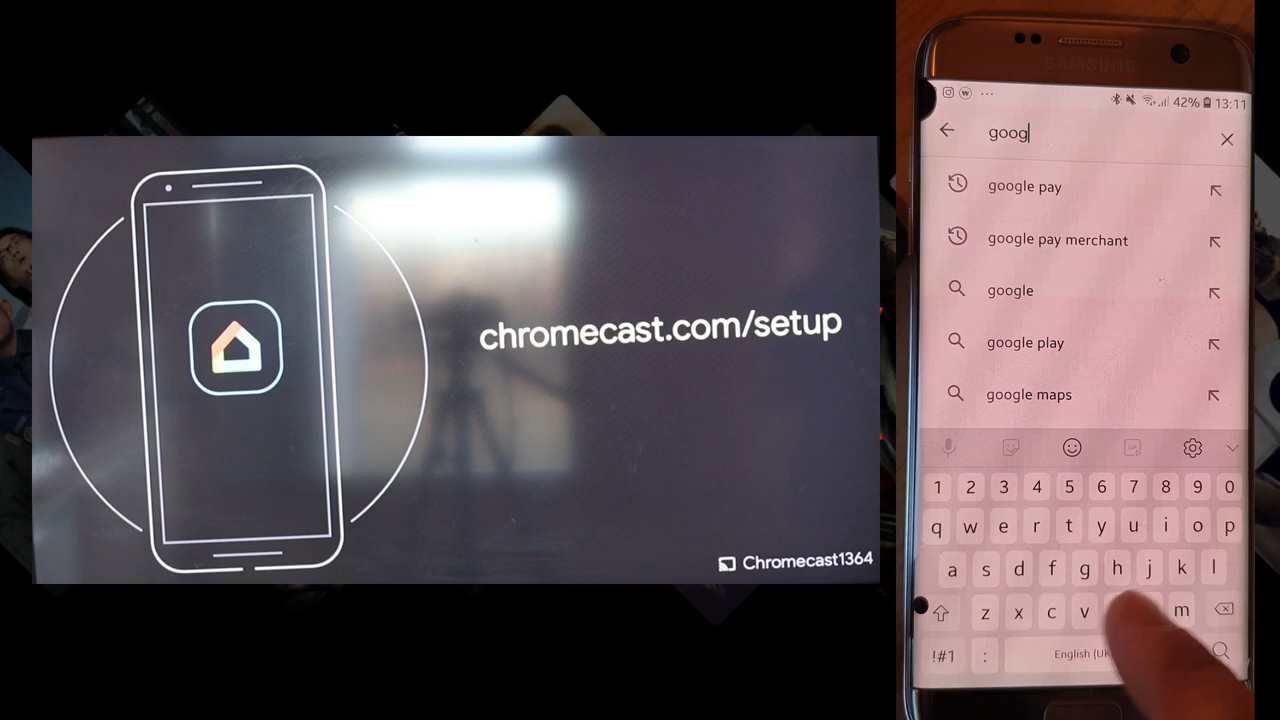 chromecast.com/setup
Chromecast1364
SAMSUNG
42% 13:11
goog
google pay
google pay merchant
google
google play
google maps
1 2 3 4 5 6 7 8 9 0
q w e r t y u i o p
a s d f g h j k l
z x c v m
!#1 : English (UK